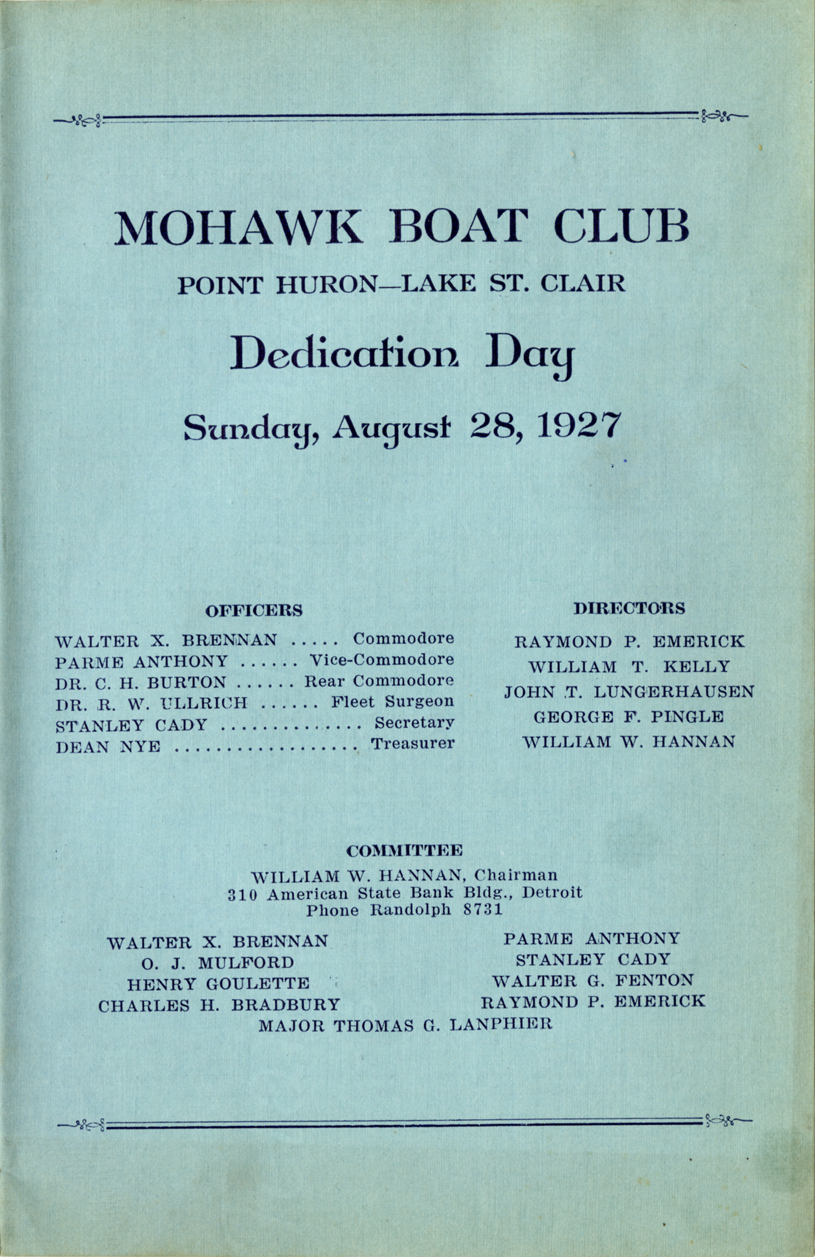 MOHAWK BOAT CLUB
POINT HURON—LAKE ST. CLAIR
Dedication Day
Sunday, August 28, 1927
OFFICERS
WALTER X. BRENNAN ..... Commodore
PARME ANTHONY ...... Vice-Commodore
DR. C. H. BURTON ...... Rear Commodore
DR. R. W. ULLRICH ...... Fleet Surgeon
STANLEY CADY .............. Secretary
DEAN NYE .................. Treasurer
DIRECTORS
RAYMOND P. EMERICK
WILLIAM T. KELLY
JOHN T. LUNGERHAUSEN
GEORGE F. PINGLE
WILLIAM W. HANNAN
COMMITTEE
WILLIAM W. HANNAN, Chairman
310 American State Bank Bldg., Detroit
Phone Randolph 8731
WALTER X. BRENNAN
O. J. MULFORD
HENRY GOULETTE
CHARLES H. BRADBURY
PARME ANTHONY
STANLEY CADY
WALTER G. FENTON
RAYMOND P. EMERICK
MAJOR THOMAS G. LANPHIER